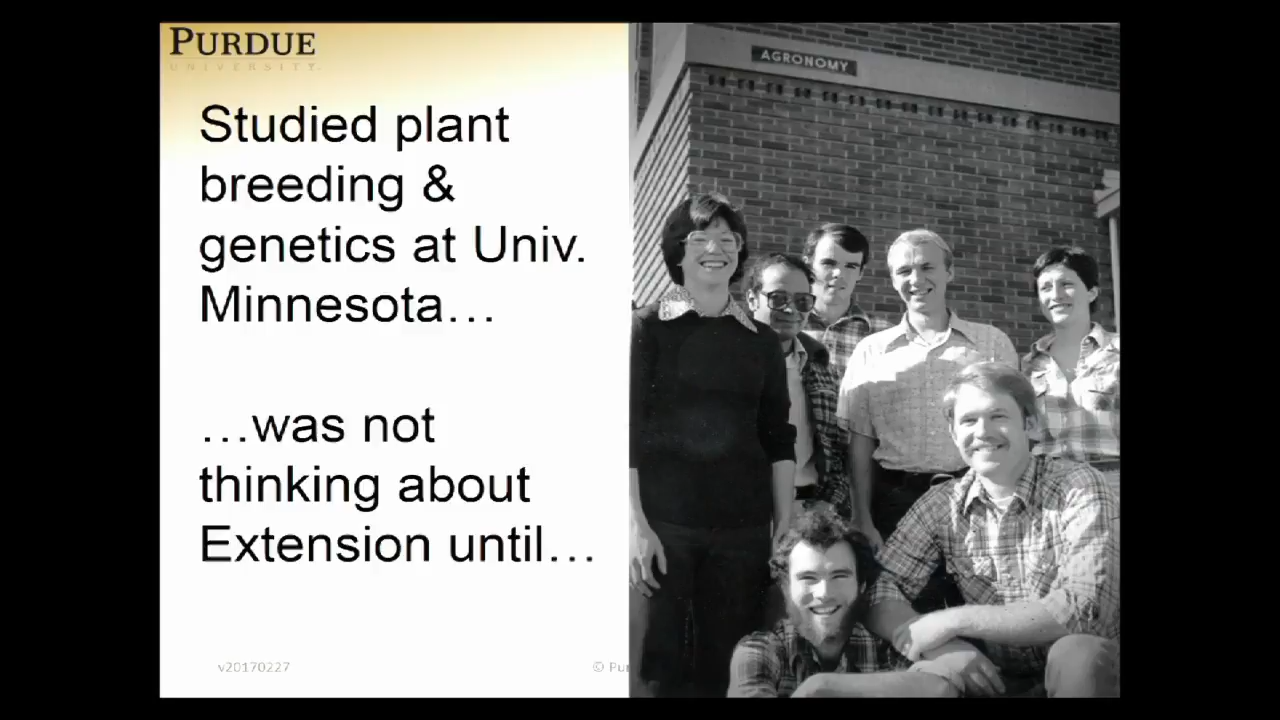 PURDUE
UNIVERSITY
Studied plant
breeding &
genetics at Univ.
Minnesota…
…was not
thinking about
Extension until…
v20170227
©
AGRONOMY